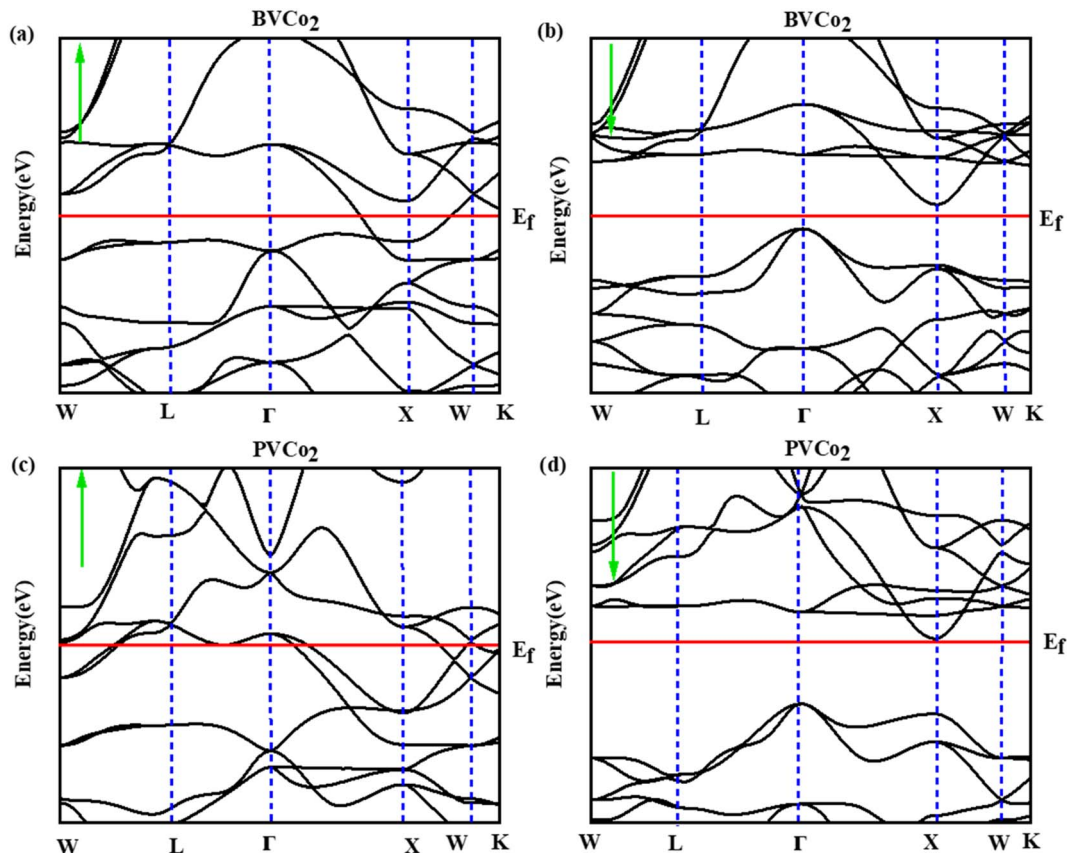 (a) BVCo2
Energy(eV)
Ef
W L Γ X W K
(b) BVCo2
Energy(eV)
Ef
W L Γ X W K
(c) PVCo2
Energy(eV)
Ef
W L Γ X W K
(d) PVCo2
Energy(eV)
Ef
W L Γ X W K